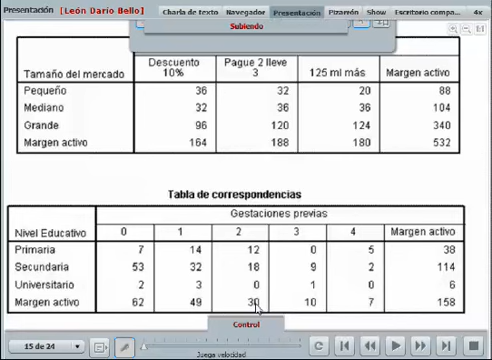 Presentación [León Darío Bello] Charla de texto Navegador Presentación Pizarrón Show Escritorio compa... 4x
Subiendo
Tamaño del mercado Descuento 10% Pague 2 lleve 3 125 ml más Margen activo
Pequeño 36 32 20 88
Mediano 32 36 36 104
Grande 96 120 124 340
Margen activo 164 188 180 532
Tabla de correspondencias
Gestaciones previas
Nivel Educativo 0 1 2 3 4 Margen activo
Primaria 7 14 12 0 5 38
Secundaria 53 32 18 9 2 114
Universitario 2 3 0 1 0 6
Margen activo 62 49 30 10 7 158
Control
15 de 24
Juega velocidad